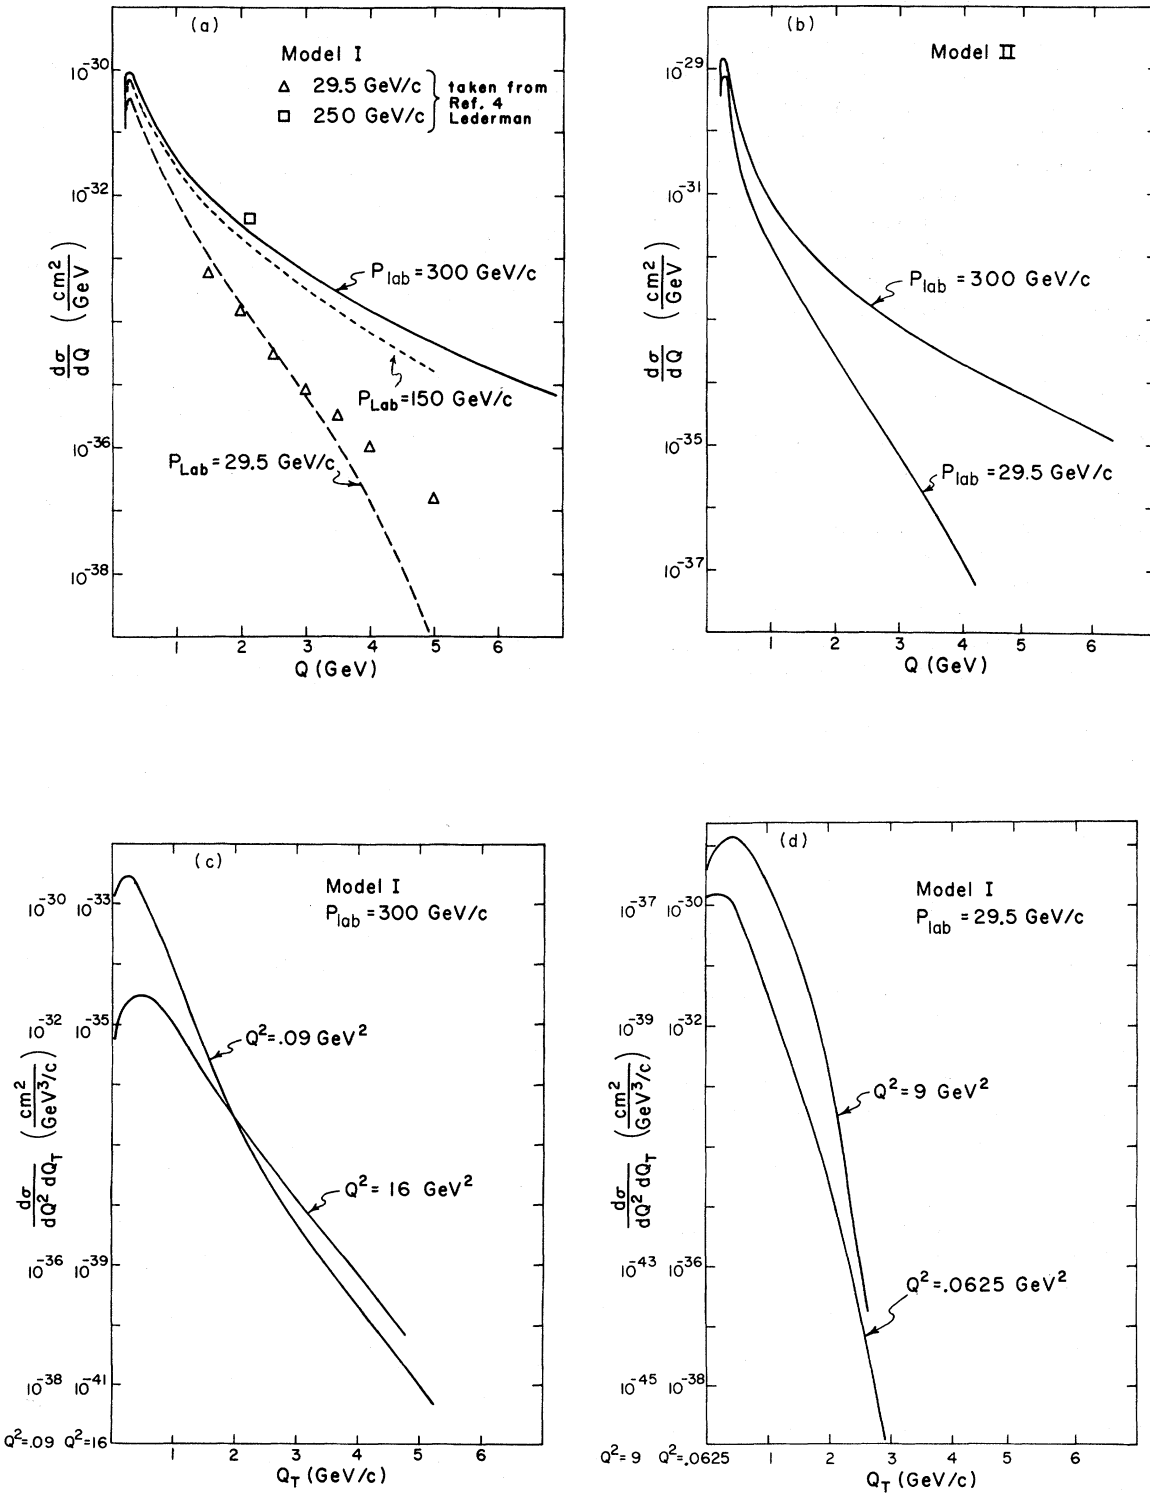 (a)
Model I
△ 29.5 GeV/c
□ 250 GeV/c
taken from
Ref. 4
Lederman
10⁻³⁰
10⁻³²
10⁻³⁶
10⁻³⁸
dσ/dQ (cm²/GeV)
P_lab = 300 GeV/c
P_Lab = 150 GeV/c
P_Lab = 29.5 GeV/c
1 2 3 4 5 6
Q (GeV)
(b)
Model II
10⁻²⁹
10⁻³¹
10⁻³⁵
10⁻³⁷
dσ/dQ (cm²/GeV)
P_lab = 300 GeV/c
P_lab = 29.5 GeV/c
1 2 3 4 5 6
Q (GeV)
(c)
Model I
P_lab = 300 GeV/c
10⁻³⁰ 10⁻³³
10⁻³² 10⁻³⁵
10⁻³⁶ 10⁻³⁹
10⁻³⁸ 10⁻⁴¹
Q²=.09 Q²=16
dσ/dQ² dQ_T (cm²/GeV³/c)
Q²=.09 GeV²
Q²= 16 GeV²
1 2 3 4 5 6
Q_T (GeV/c)
(d)
Model I
P_lab = 29.5 GeV/c
10⁻³⁷ 10⁻³⁰
10⁻³⁹ 10⁻³²
10⁻⁴³ 10⁻³⁶
10⁻⁴⁵ 10⁻³⁸
Q²=9 Q²=.0625
dσ/dQ² dQ_T (cm²/GeV³/c)
Q²=9 GeV²
Q²=.0625 GeV²
1 2 3 4 5 6
Q_T (GeV/c)